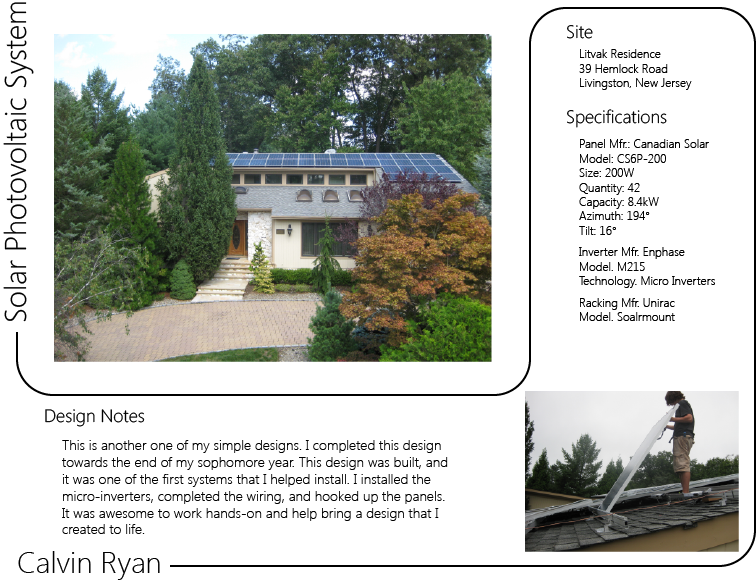 Solar Photovoltaic System
Site
Litvak Residence
39 Hemlock Road
Livingston, New Jersey
Specifications
Panel Mfr.: Canadian Solar
Model: CS6P-200
Size: 200W
Quantity: 42
Capacity: 8.4kW
Azimuth: 194°
Tilt: 16°
Inverter Mfr. Enphase
Model. M215
Technology. Micro Inverters
Racking Mfr. Unirac
Model. Soalrmount
Design Notes
This is another one of my simple designs. I completed this design
towards the end of my sophomore year. This design was built, and
it was one of the first systems that I helped install. I installed the
micro-inverters, completed the wiring, and hooked up the panels.
It was awesome to work hands-on and help bring a design that I
created to life.
Calvin Ryan